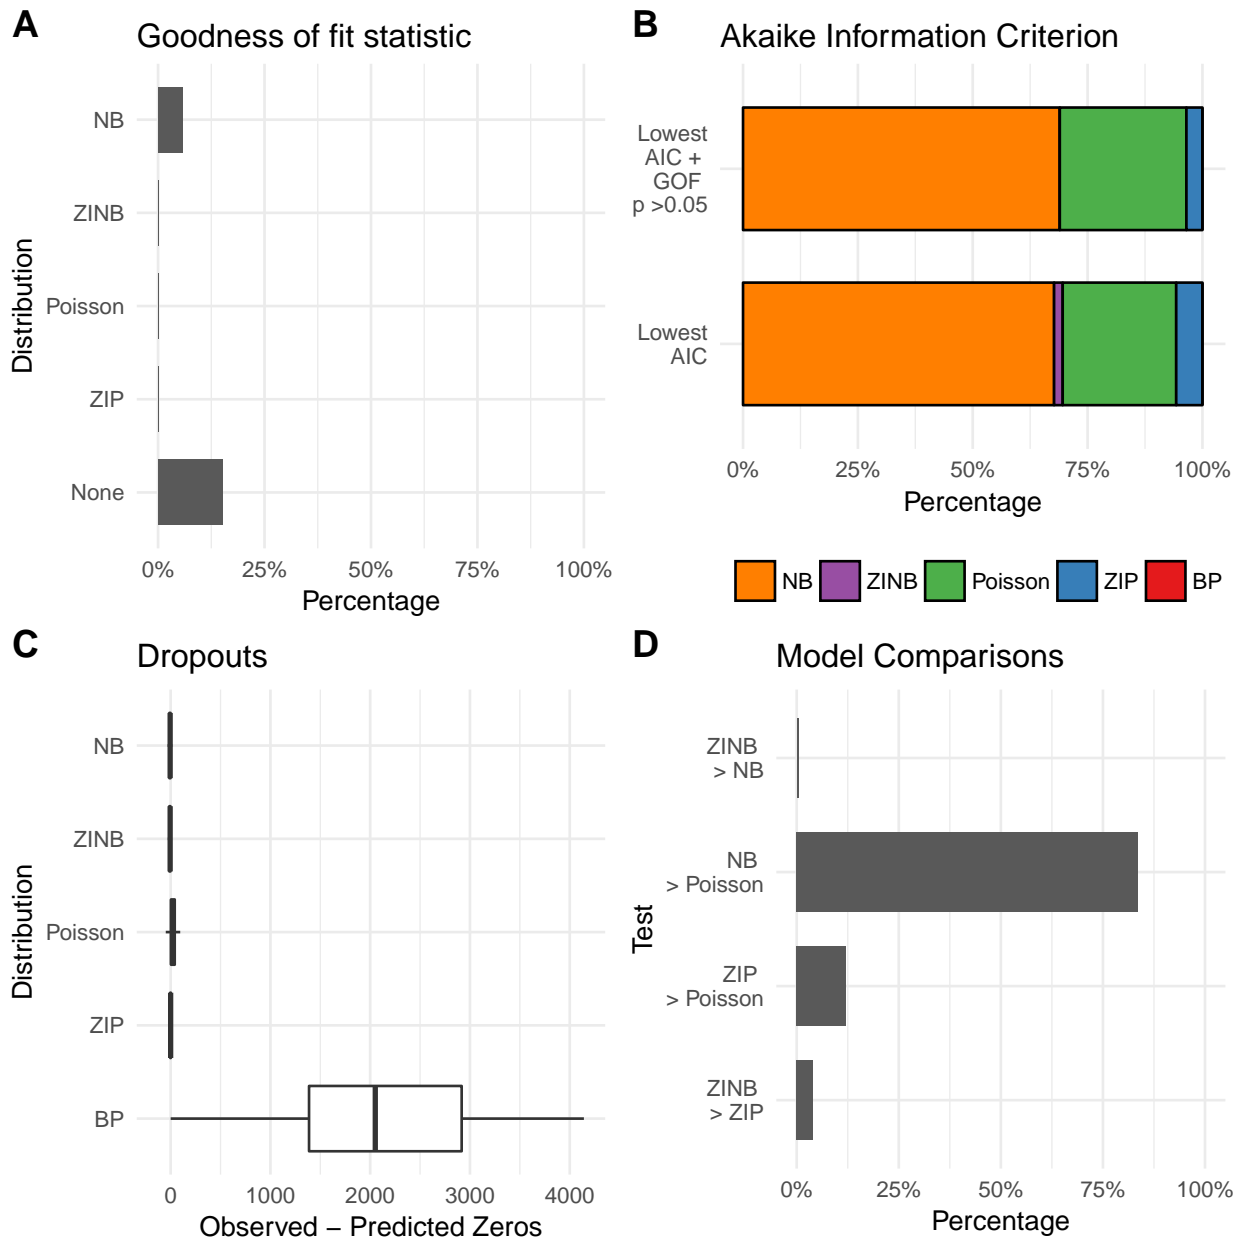 A
Goodness of fit statistic
Distribution
NB
ZINB
Poisson
ZIP
None
0% 25% 50% 75% 100%
Percentage
B
Akaike Information Criterion
Lowest
AIC +
GOF
p >0.05
Lowest
AIC
0% 25% 50% 75% 100%
Percentage
NB ZINB Poisson ZIP BP
C
Dropouts
Distribution
NB
ZINB
Poisson
ZIP
BP
0 1000 2000 3000 4000
Observed − Predicted Zeros
D
Model Comparisons
Test
ZINB
> NB
NB
> Poisson
ZIP
> Poisson
ZINB
> ZIP
0% 25% 50% 75% 100%
Percentage